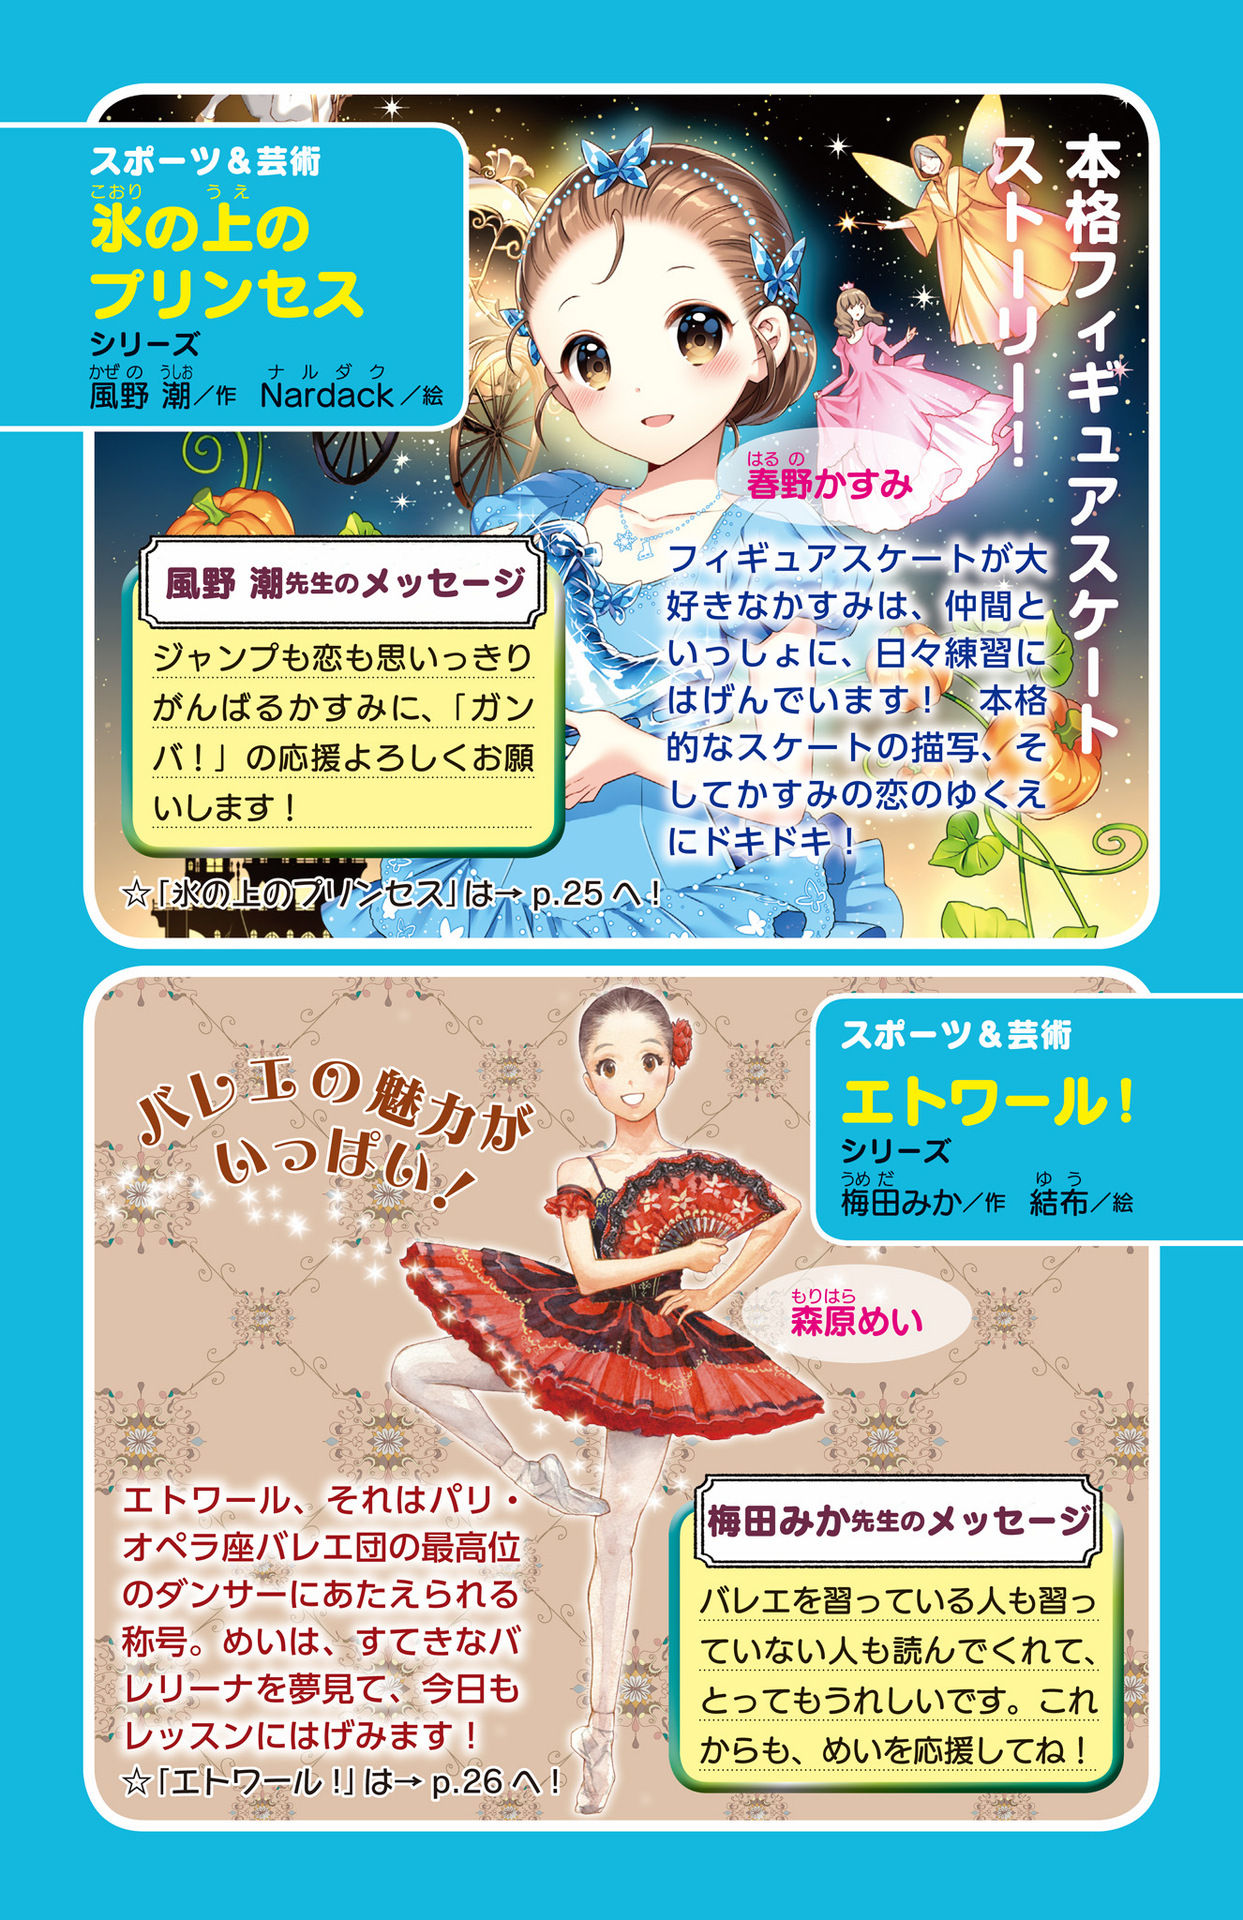 スポーツ＆芸術
こおり うえ
氷の上の
プリンセス
シリーズ
かぜの うしお ナルダク
風野 潮／作 Nardack／絵
本格フィギュアスケート
ストーリー！
はる の
春野かすみ
フィギュアスケートが大
好きなかすみは、仲間と
いっしょに、日々練習に
はげんでいます！　本格
的なスケートの描写、そ
してかすみの恋のゆくえ
にドキドキ！
風野 潮先生のメッセージ
ジャンプも恋も思いっきり
がんばるかすみに、「ガン
バ！」の応援よろしくお願
いします！
☆「氷の上のプリンセス」は→ p.25 へ！
スポーツ＆芸術
エトワール！
シリーズ
うめ だ ゆう
梅田みか／作 結布／絵
バレエの魅力が
いっぱい！
もりはら
森原めい
エトワール、それはパリ・
オペラ座バレエ団の最高位
のダンサーにあたえられる
称号。めいは、すてきなバ
レリーナを夢見て、今日も
レッスンにはげみます！
☆「エトワール！」は→ p.26 へ！
梅田みか先生のメッセージ
バレエを習っている人も習っ
ていない人も読んでくれて、
とってもうれしいです。これ
からも、めいを応援してね！